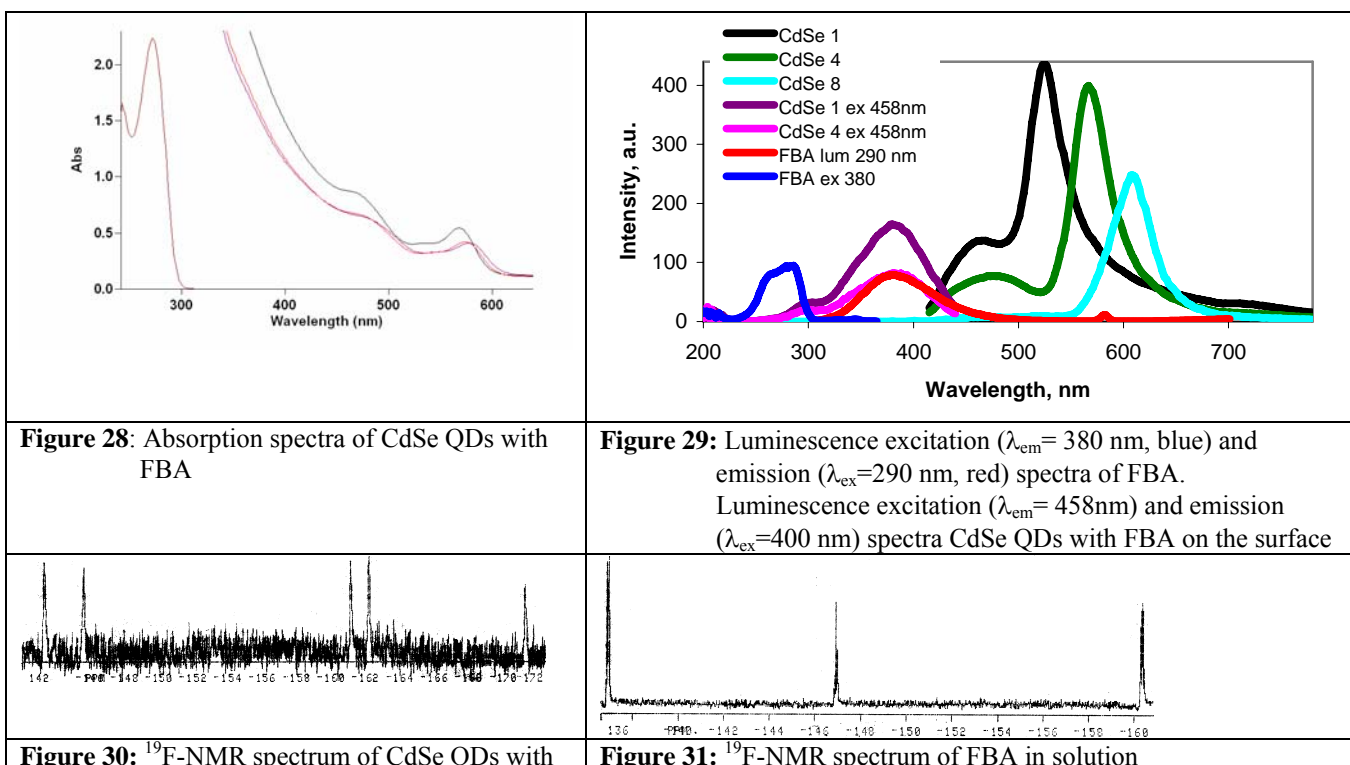 2.0
1.5
1.0
0.5
0.0
Abs
300
400
500
600
Wavelength (nm)
CdSe 1
CdSe 4
CdSe 8
CdSe 1 ex 458nm
CdSe 4 ex 458nm
FBA lum 290 nm
FBA ex 380
400
300
200
100
0
Intensity, a.u.
200
300
400
500
600
700
Wavelength, nm
Figure 28: Absorption spectra of CdSe QDs with
FBA
Figure 29: Luminescence excitation (λem= 380 nm, blue) and
emission (λex=290 nm, red) spectra of FBA.
Luminescence excitation (λem= 458nm) and emission
(λex=400 nm) spectra CdSe QDs with FBA on the surface
142 -148 -150 -152 -154 -156 -158 -160 -162 -164 -166 -170 -172
136 -142 -144 -146 -148 -150 -152 -154 -156 -158 -160
Figure 30: ¹⁹F-NMR spectrum of CdSe QDs with
Figure 31: ¹⁹F-NMR spectrum of FBA in solution